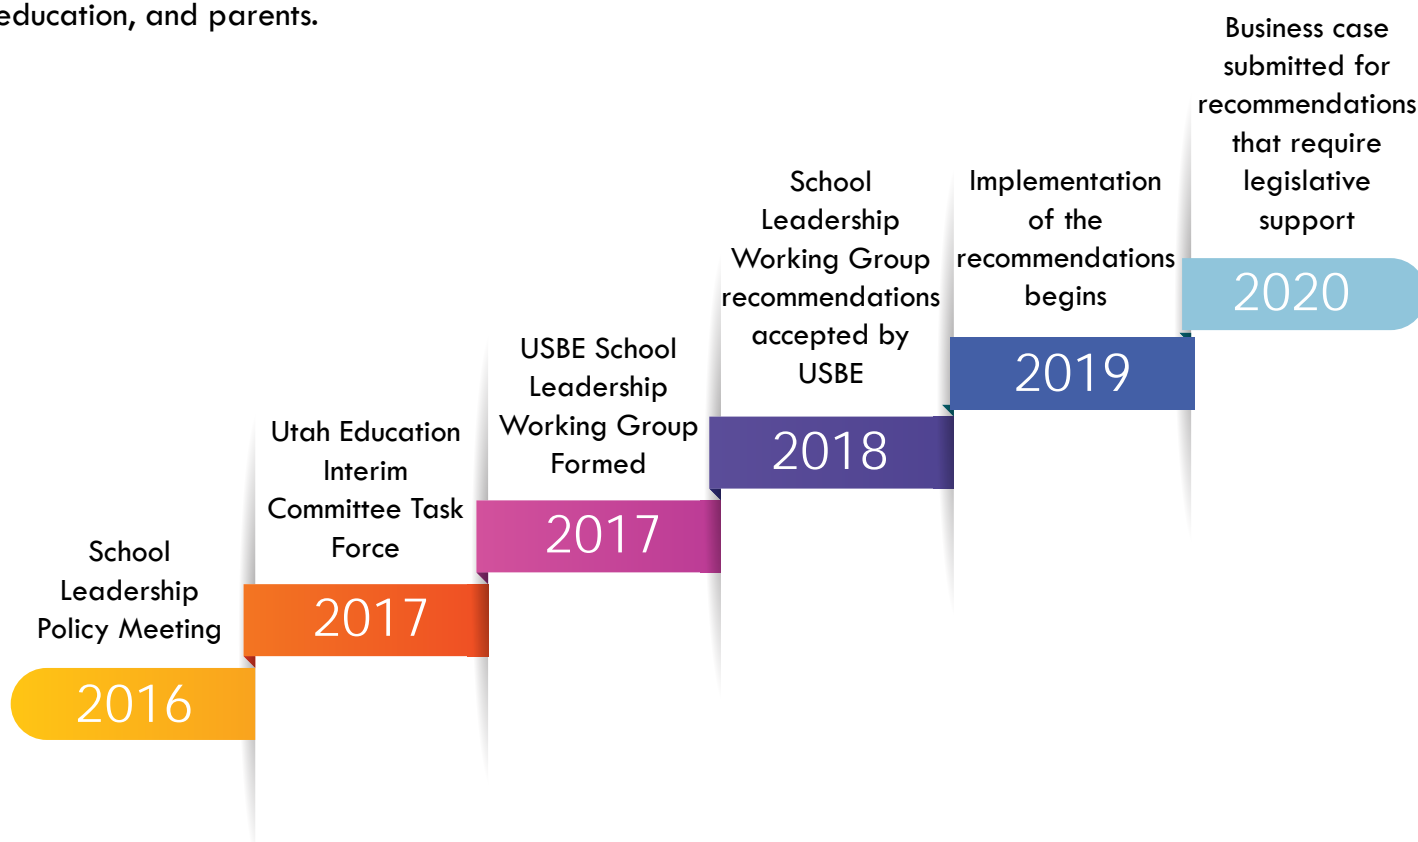 education, and parents.
School
Leadership
Policy Meeting
2016
Utah Education
Interim
Committee Task
Force
2017
USBE School
Leadership
Working Group
Formed
2017
School
Leadership
Working Group
recommendations
accepted by
USBE
2018
Implementation
of the
recommendations
begins
2019
Business case
submitted for
recommendations
that require
legislative
support
2020